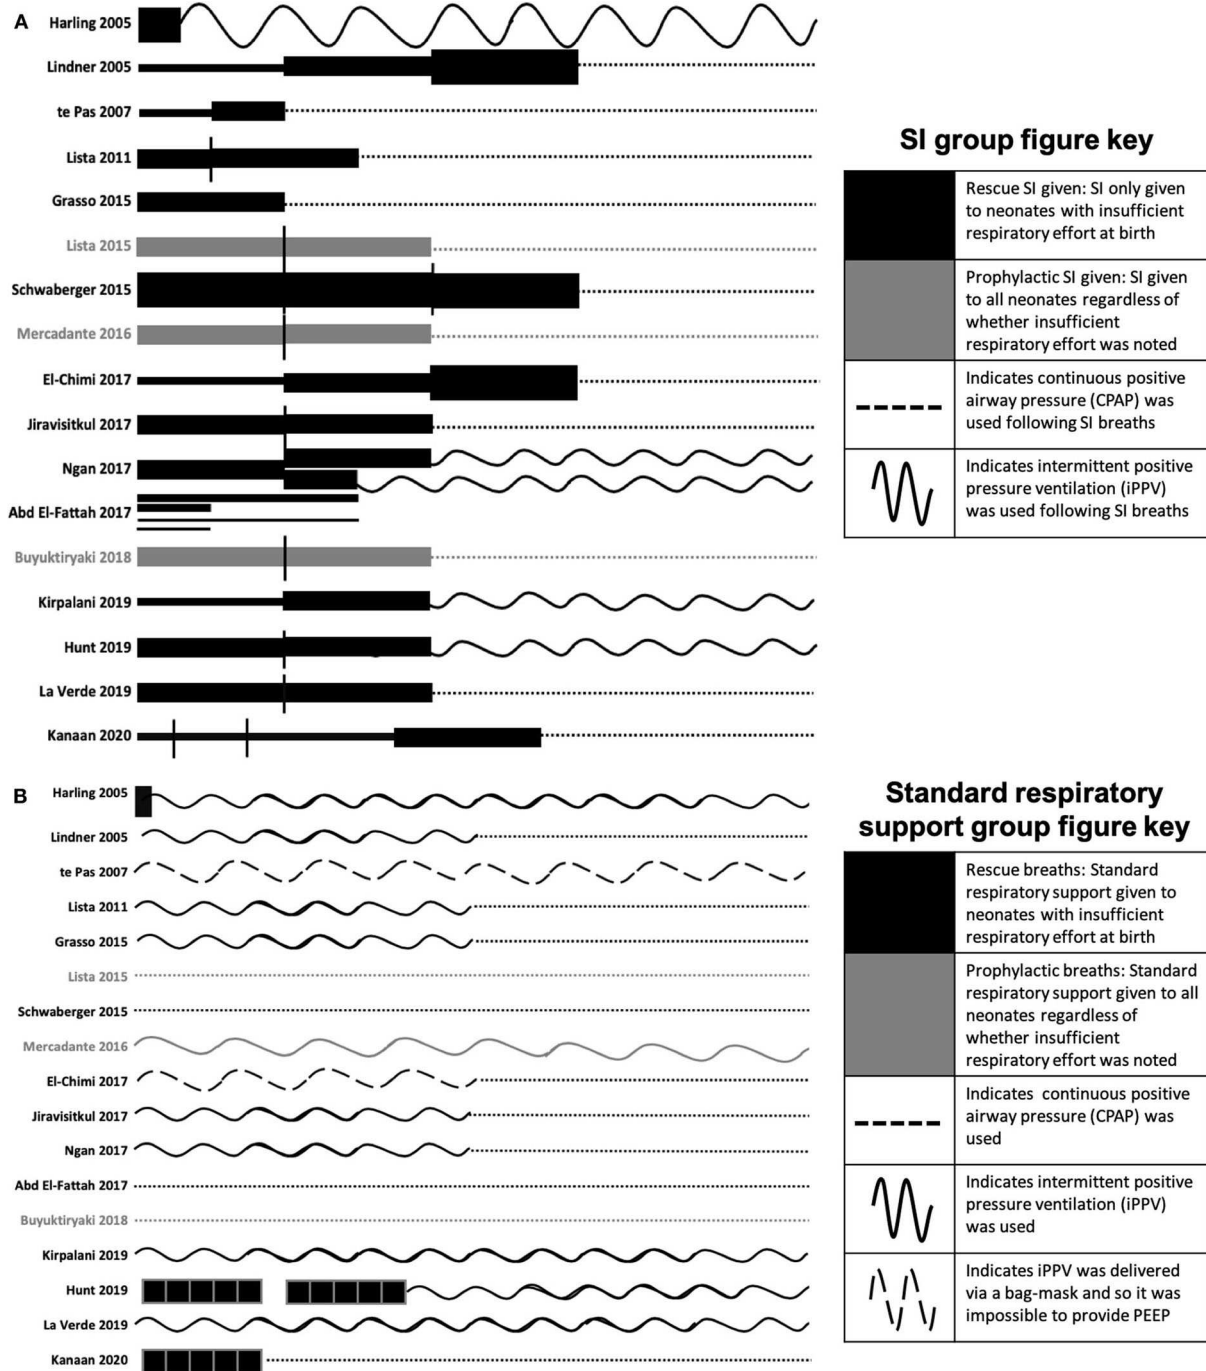 A
Harling 2005
Lindner 2005
te Pas 2007
Lista 2011
Grasso 2015
Lista 2015
Schwaberger 2015
Mercadante 2016
El-Chimi 2017
Jiravisitkul 2017
Ngan 2017
Abd El-Fattah 2017
Buyuktiryaki 2018
Kirpalani 2019
Hunt 2019
La Verde 2019
Kanaan 2020
SI group figure key
Rescue SI given: SI only given
to neonates with insufficient
respiratory effort at birth
Prophylactic SI given: SI given
to all neonates regardless of
whether insufficient
respiratory effort was noted
Indicates continuous positive
airway pressure (CPAP) was
used following SI breaths
Indicates intermittent positive
pressure ventilation (iPPV)
was used following SI breaths
B
Harling 2005
Lindner 2005
te Pas 2007
Lista 2011
Grasso 2015
Lista 2015
Schwaberger 2015
Mercadante 2016
El-Chimi 2017
Jiravisitkul 2017
Ngan 2017
Abd El-Fattah 2017
Buyuktiryaki 2018
Kirpalani 2019
Hunt 2019
La Verde 2019
Kanaan 2020
Standard respiratory
support group figure key
Rescue breaths: Standard
respiratory support given to
neonates with insufficient
respiratory effort at birth
Prophylactic breaths: Standard
respiratory support given to all
neonates regardless of
whether insufficient
respiratory effort was noted
Indicates continuous positive
airway pressure (CPAP) was
used
Indicates intermittent positive
pressure ventilation (iPPV)
was used
Indicates iPPV was delivered
via a bag-mask and so it was
impossible to provide PEEP